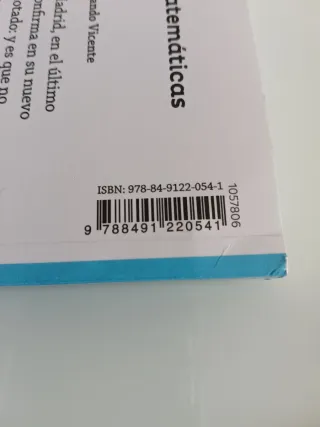 atemáticas
ando Vicente
adrid, en el último
onfirma en su nuevo
otado: y es que no
ISBN: 978-84-9122-054-1
9 788491 220541
1057806